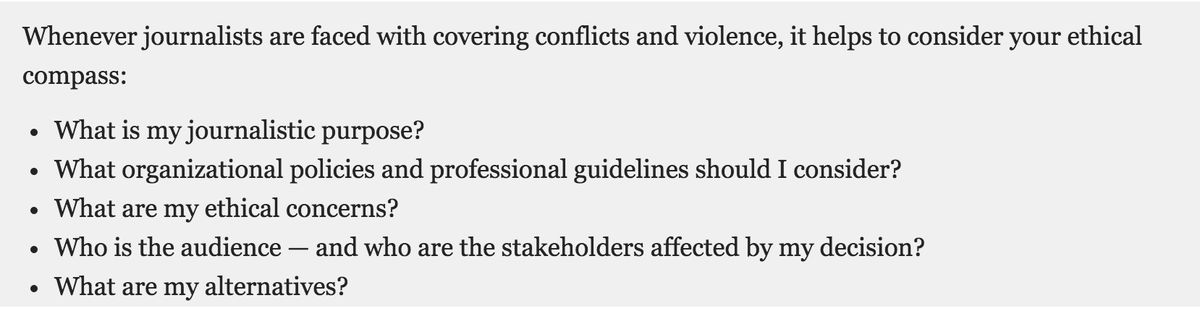 Whenever journalists are faced with covering conflicts and violence, it helps to consider your ethical
compass:
• What is my journalistic purpose?
• What organizational policies and professional guidelines should I consider?
• What are my ethical concerns?
• Who is the audience — and who are the stakeholders affected by my decision?
• What are my alternatives?